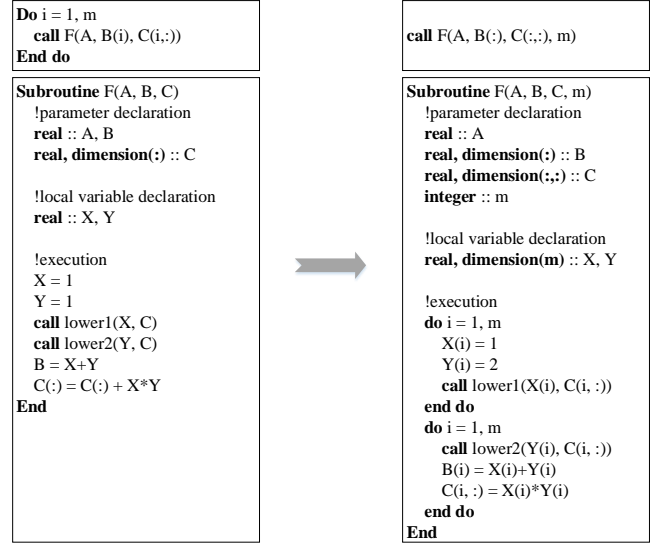 Do i = 1, m
call F(A, B(i), C(i,:))
End do
Subroutine F(A, B, C)
!parameter declaration
real :: A, B
real, dimension(:) :: C
!local variable declaration
real :: X, Y
!execution
X = 1
Y = 1
call lower1(X, C)
call lower2(Y, C)
B = X+Y
C(:) = C(:) + X*Y
End
call F(A, B(:), C(:,:), m)
Subroutine F(A, B, C, m)
!parameter declaration
real :: A
real, dimension(:) :: B
real, dimension(:,:) :: C
integer :: m
!local variable declaration
real, dimension(m) :: X, Y
!execution
do i = 1, m
X(i) = 1
Y(i) = 2
call lower1(X(i), C(i, :))
end do
do i = 1, m
call lower2(Y(i), C(i, :))
B(i) = X(i)+Y(i)
C(i, :) = X(i)*Y(i)
end do
End